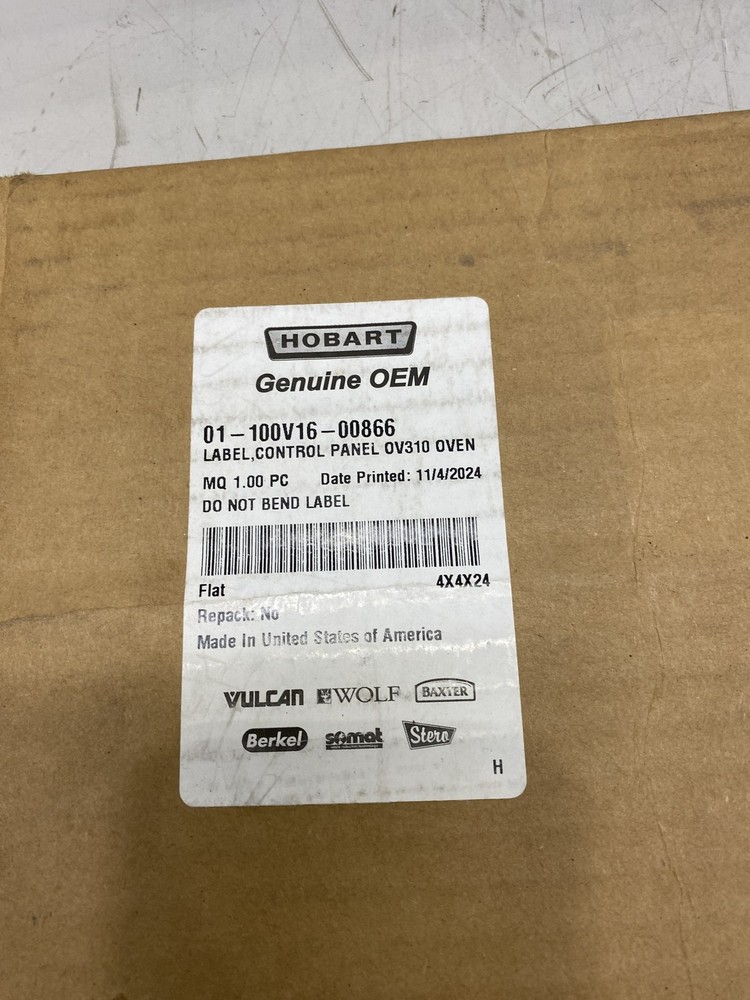 HOBART
Genuine OEM
01-100V16-00866
LABEL,CONTROL PANEL OV310 OVEN
MQ 1.00 PC Date Printed: 11/4/2024
DO NOT BEND LABEL
Flat 4X4X24
Repack: No
Made In United States of America
VULCAN WOLF BAXTER
Berkel somat Stero
H